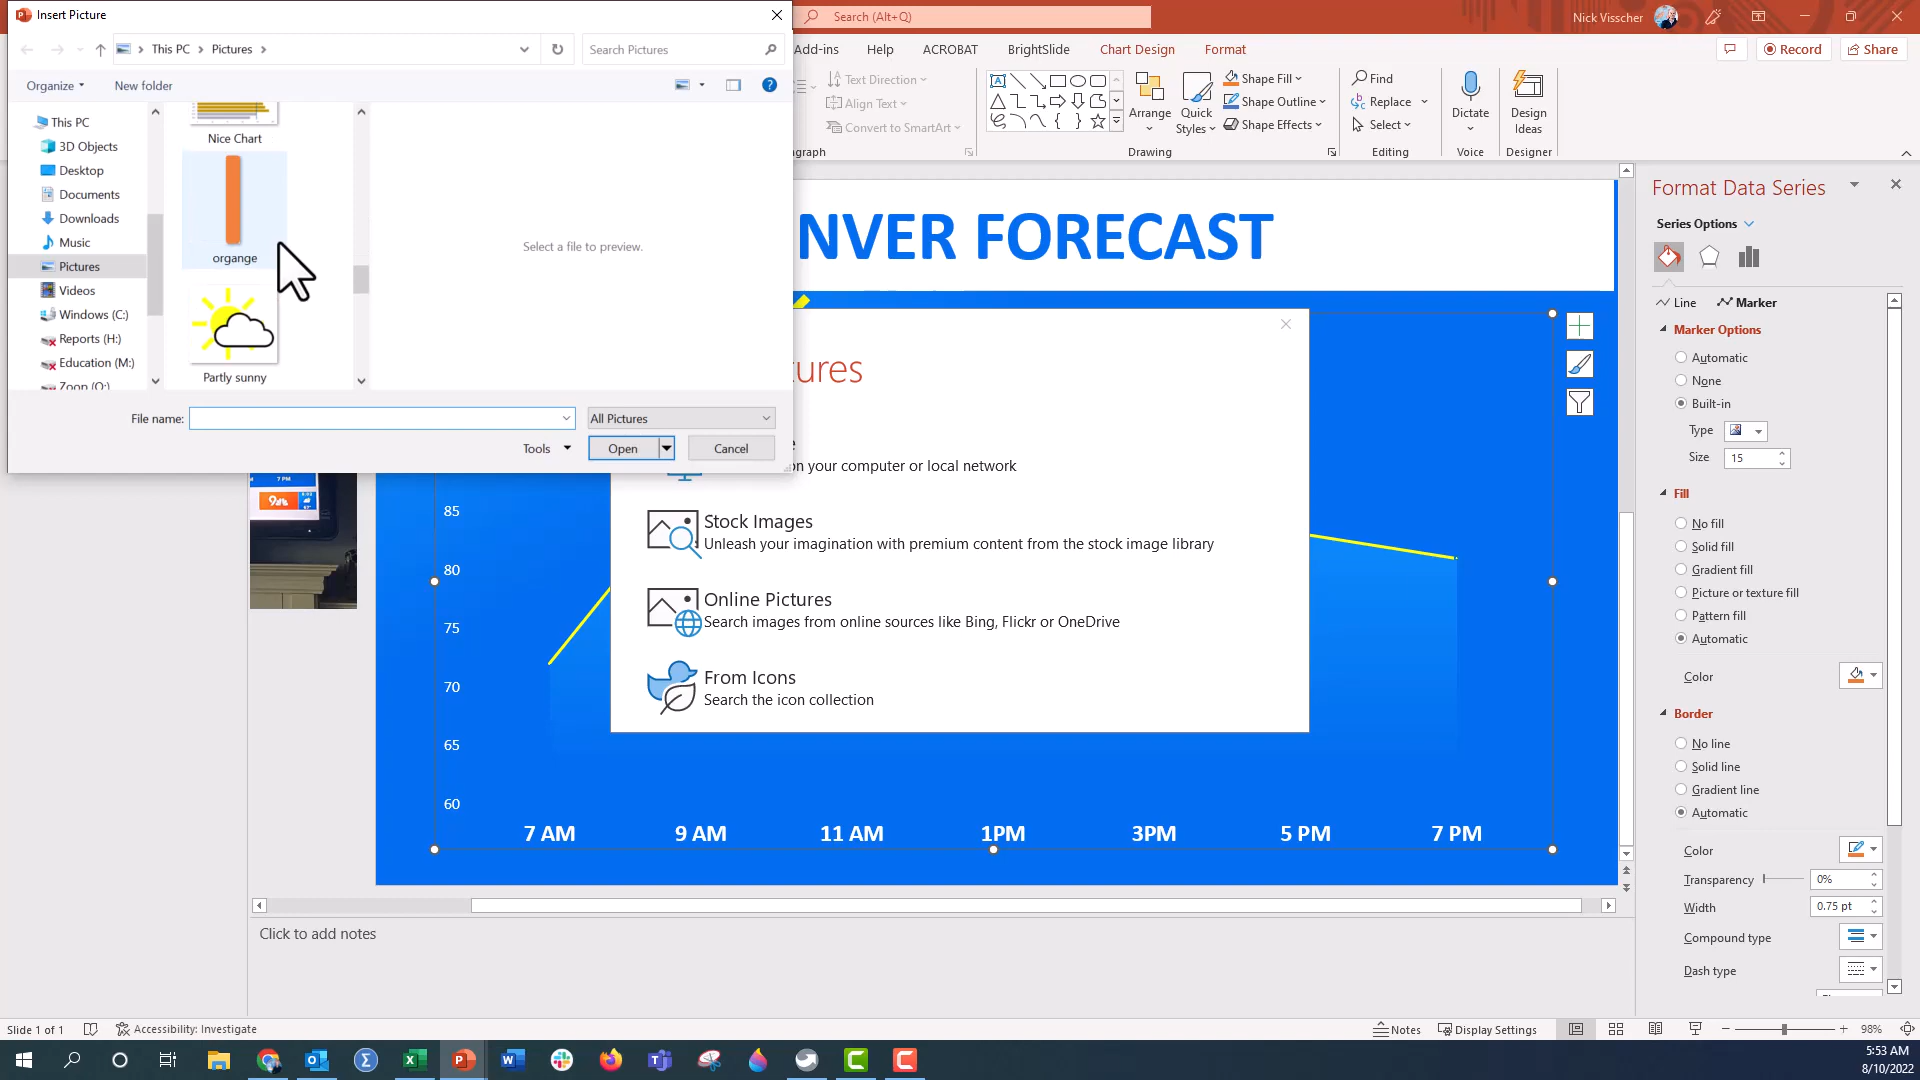 Insert Picture
Search (Alt+Q)
Nick Visscher
This PC > Pictures >
Search Pictures
Add-ins
Help
ACROBAT
BrightSlide
Chart Design
Format
Record
Share
Organize
New folder
Text Direction
Align Text
Convert to SmartArt
Arrange
Quick
Styles
Shape Fill
Shape Outline
Shape Effects
Find
Replace
Select
Dictate
Design
Ideas
Drawing
Editing
Voice
Designer
This PC
3D Objects
Desktop
Documents
Downloads
Music
Pictures
Videos
Windows (C:)
Reports (H:)
Education (M:)
Zoop (O:)
Nice Chart
organge
Partly sunny
Select a file to preview.
File name:
All Pictures
Tools
Open
Cancel
NVER FORECAST
on your computer or local network
Stock Images
Unleash your imagination with premium content from the stock image library
Online Pictures
Search images from online sources like Bing, Flickr or OneDrive
From Icons
Search the icon collection
7 PM
85
80
75
70
65
60
7 AM
9 AM
11 AM
1PM
3PM
5 PM
7 PM
Click to add notes
Format Data Series
Series Options
Line
Marker
Marker Options
Automatic
None
Built-in
Type
Size
15
Fill
No fill
Solid fill
Gradient fill
Picture or texture fill
Pattern fill
Automatic
Color
Border
No line
Solid line
Gradient line
Automatic
Color
Transparency
0%
Width
0.75 pt
Compound type
Dash type
Slide 1 of 1
Accessibility: Investigate
Notes
Display Settings
98%
5:53 AM
8/10/2022